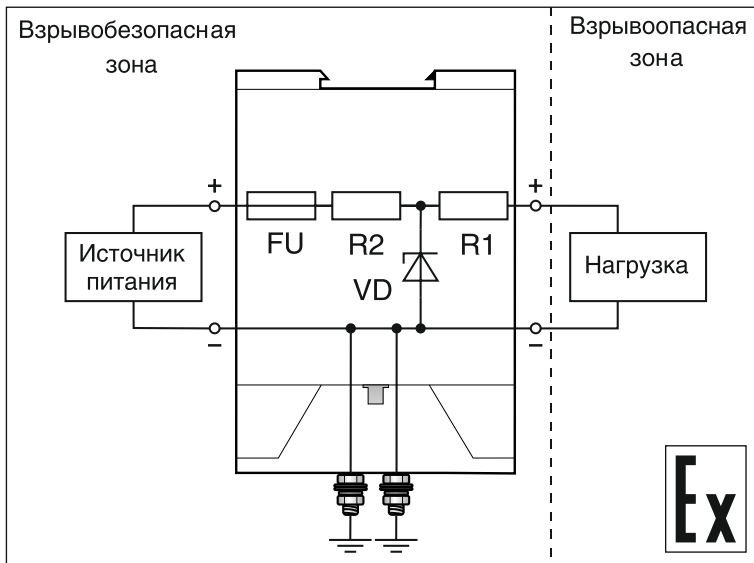 Взрывобезопасная
зона
Взрывоопасная
зона
+
+
FU
R2
R1
VD
Источник
питания
Нагрузка
–
–
Ex